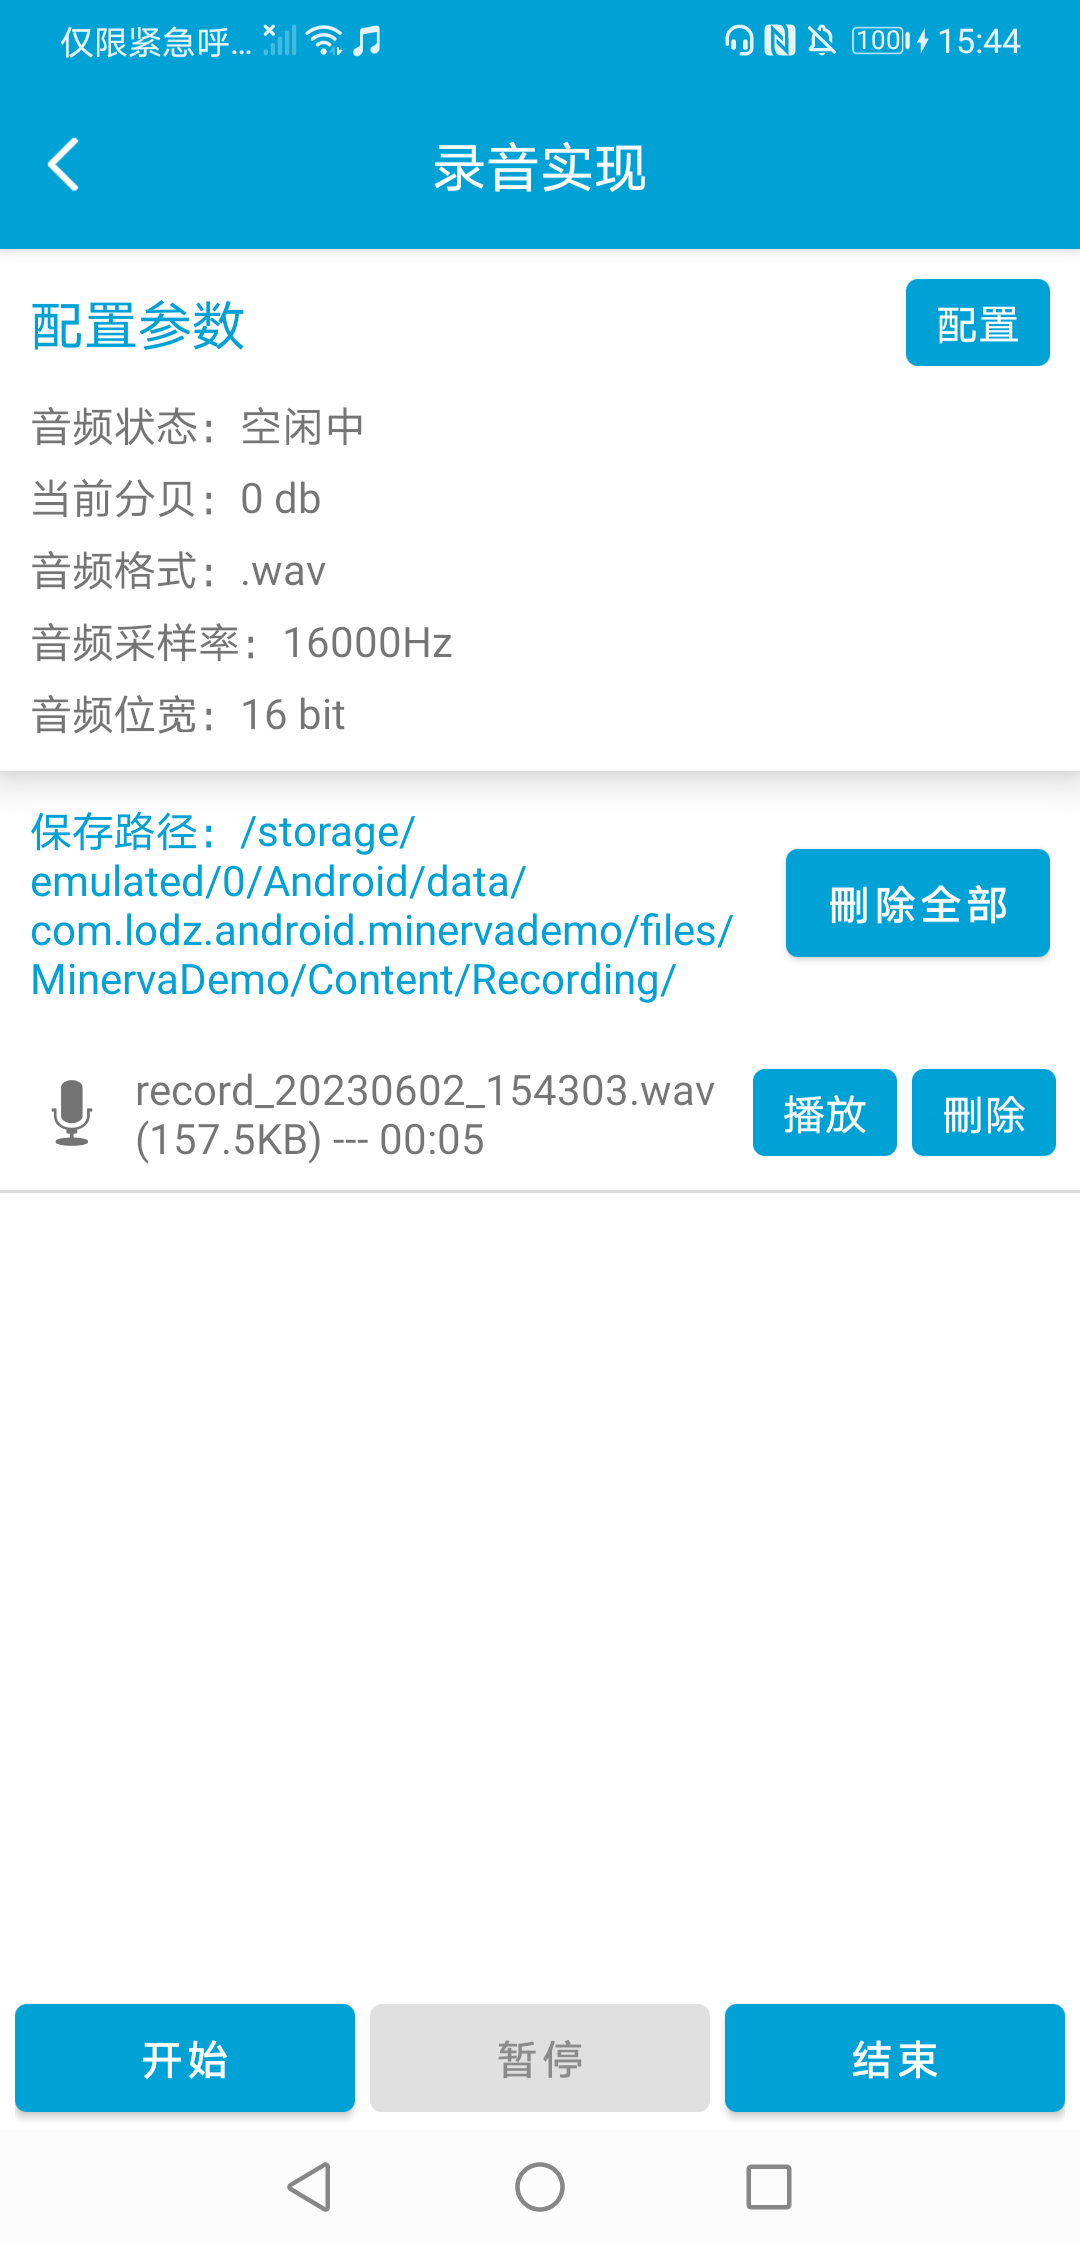 仅限紧急呼... 100 15:44
录音实现
配置参数 配置
音频状态：空闲中
当前分贝：0 db
音频格式：.wav
音频采样率：16000Hz
音频位宽：16 bit
保存路径：/storage/
emulated/0/Android/data/
com.lodz.android.minervademo/files/
MinervaDemo/Content/Recording/
刪除全部
record_20230602_154303.wav
(157.5KB) --- 00:05
播放 刪除
开始 暂停 结束